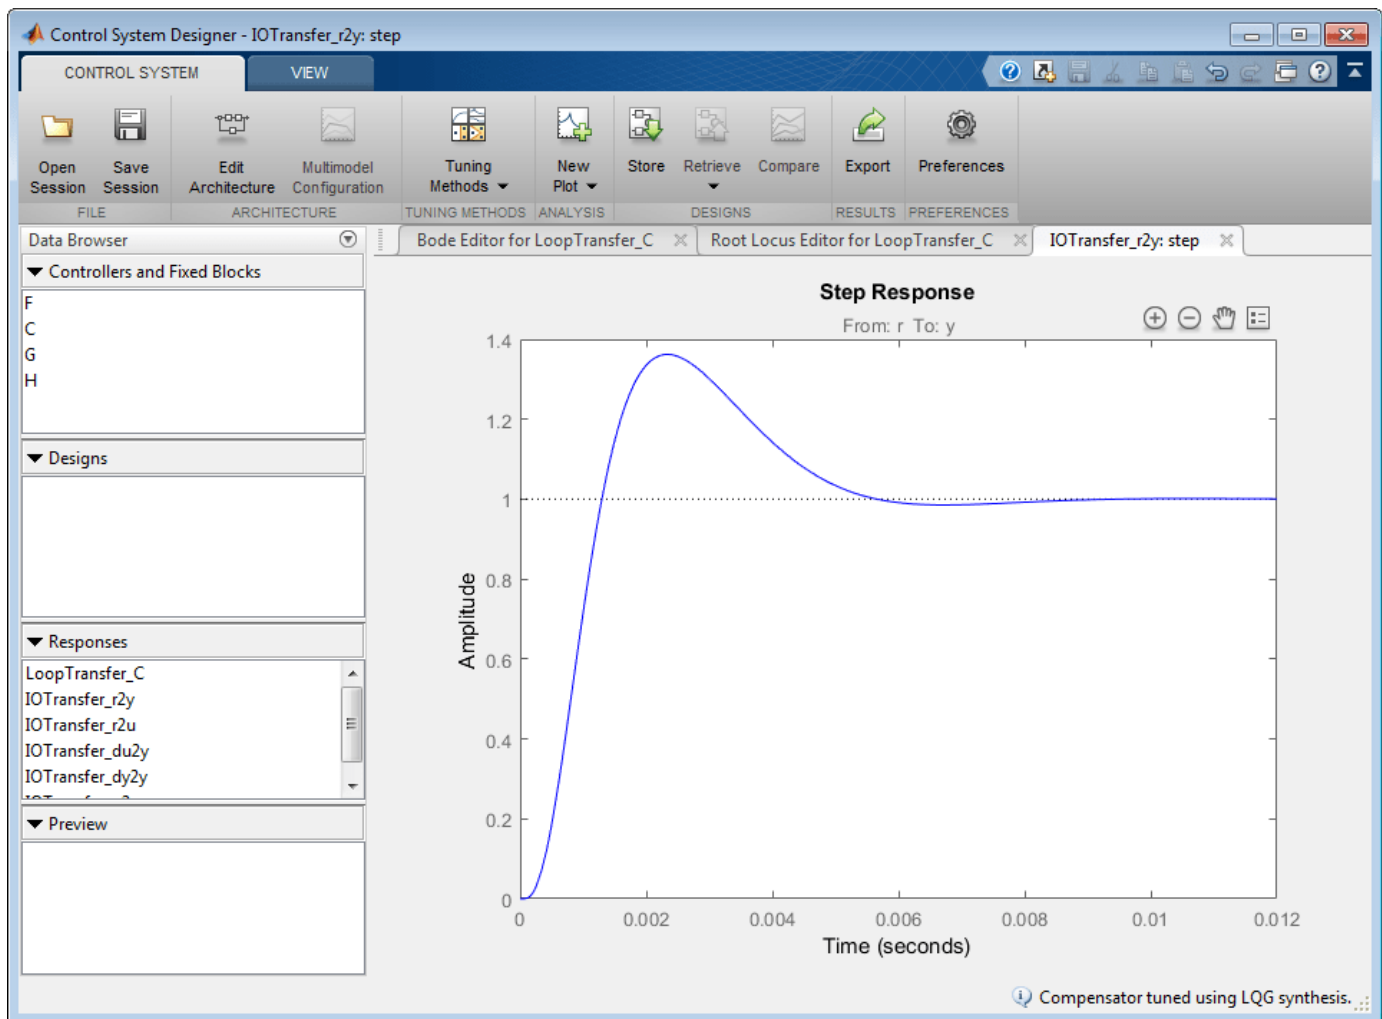 Control System Designer - IOTransfer_r2y: step
CONTROL SYSTEM
VIEW
Open Session
Save Session
Edit Architecture
Multimodel Configuration
Tuning Methods
New Plot
Store
Retrieve
Compare
Export
Preferences
FILE
ARCHITECTURE
TUNING METHODS
ANALYSIS
DESIGNS
RESULTS
PREFERENCES
Data Browser
Controllers and Fixed Blocks
F
C
G
H
Designs
Responses
LoopTransfer_C
IOTransfer_r2y
IOTransfer_r2u
IOTransfer_du2y
IOTransfer_dy2y
Preview
Bode Editor for LoopTransfer_C
Root Locus Editor for LoopTransfer_C
IOTransfer_r2y: step
Step Response
From: r To: y
Amplitude
1.4
1.2
1
0.8
0.6
0.4
0.2
0
0
0.002
0.004
0.006
0.008
0.01
0.012
Time (seconds)
Compensator tuned using LQG synthesis.